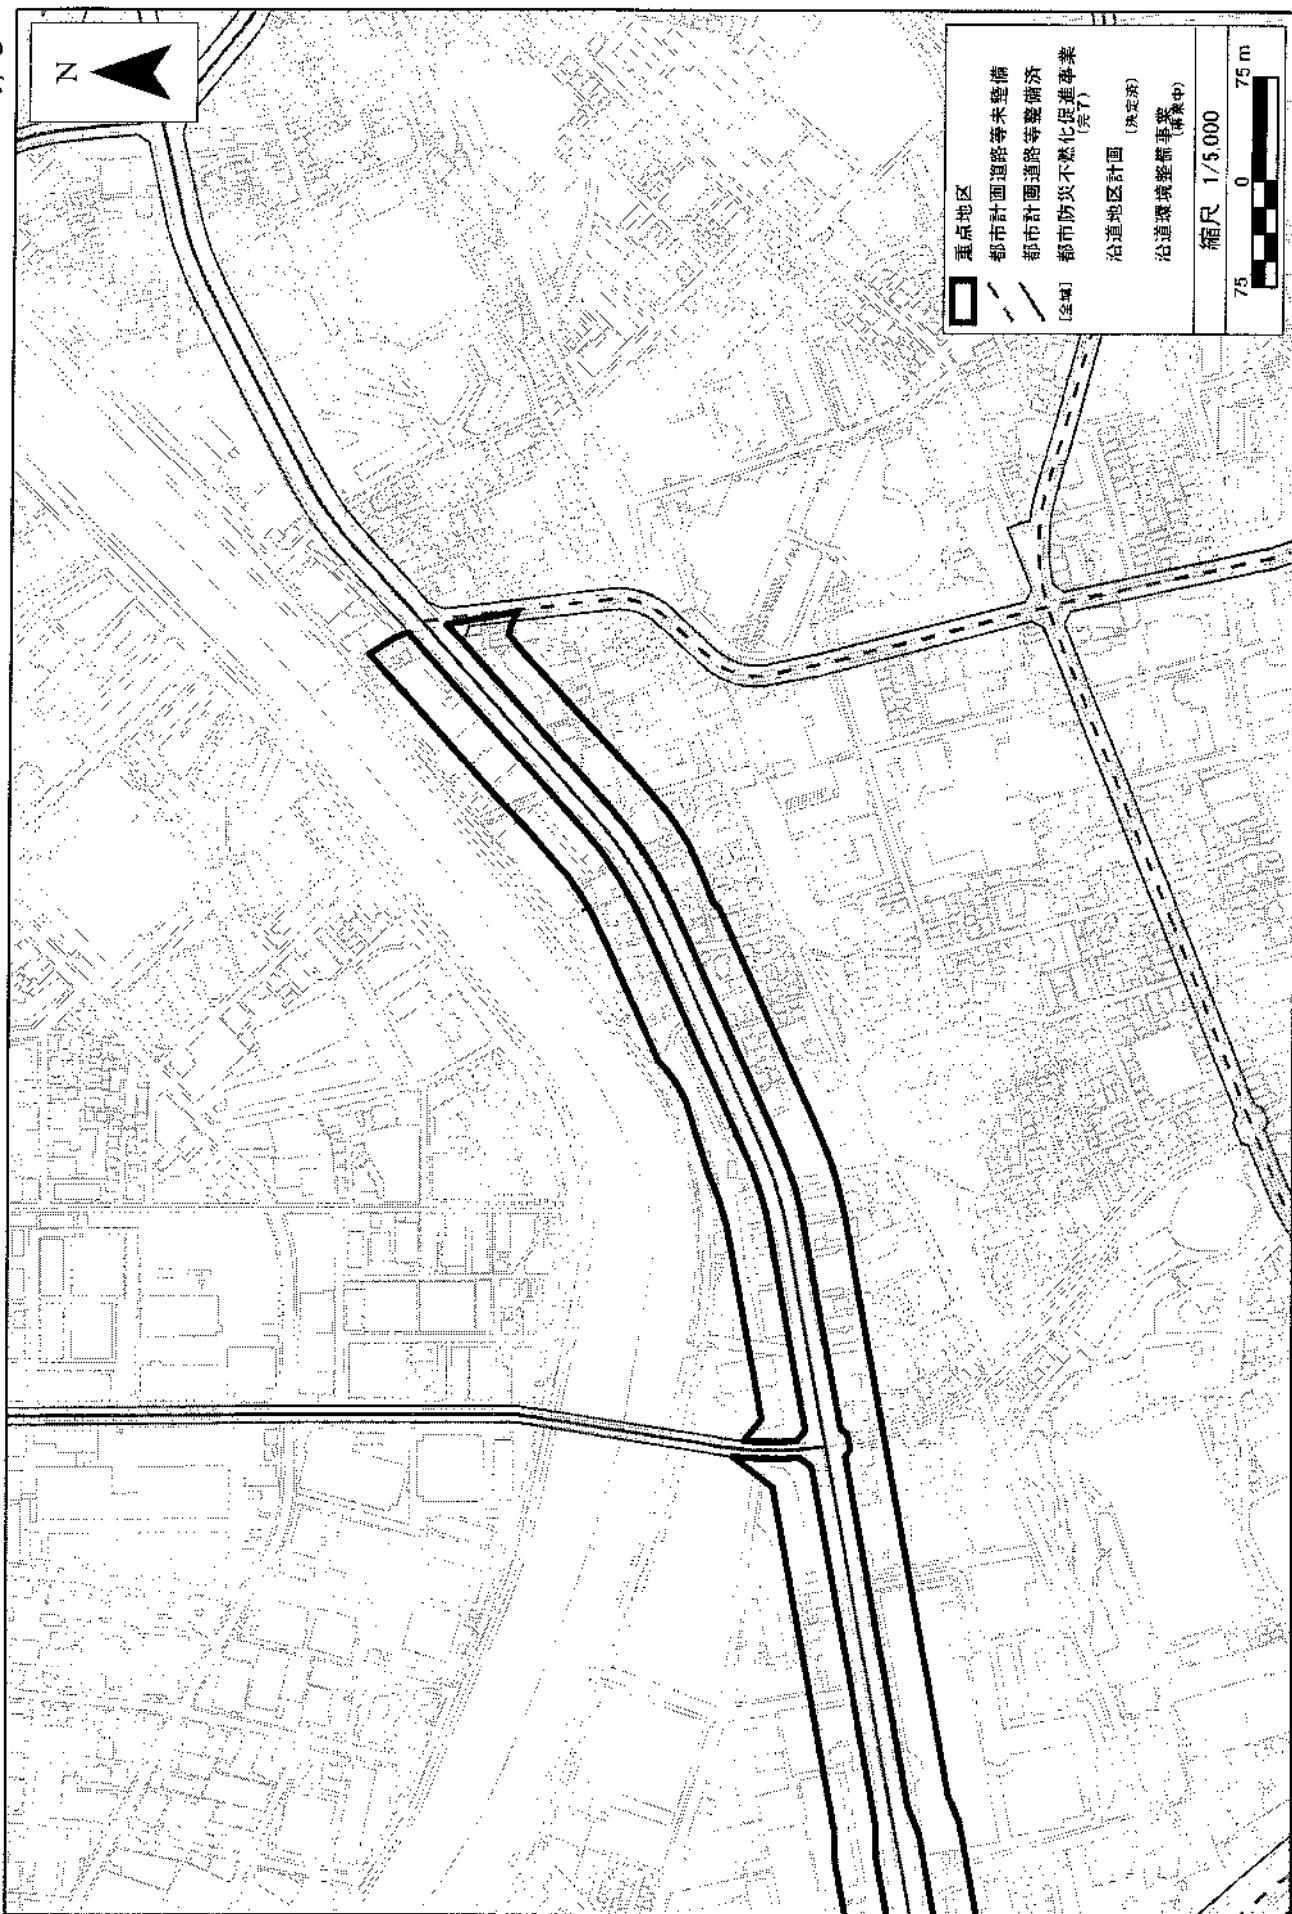 N
重点地区
都市計画道路等未整備
都市計画道路等整備済
[全域] 都市防災不燃化促進事業
(完了)
沿道地区計画
(決定済)
沿道環境整備事業
(事業中)
縮尺 1/5,000
75 0 75 m